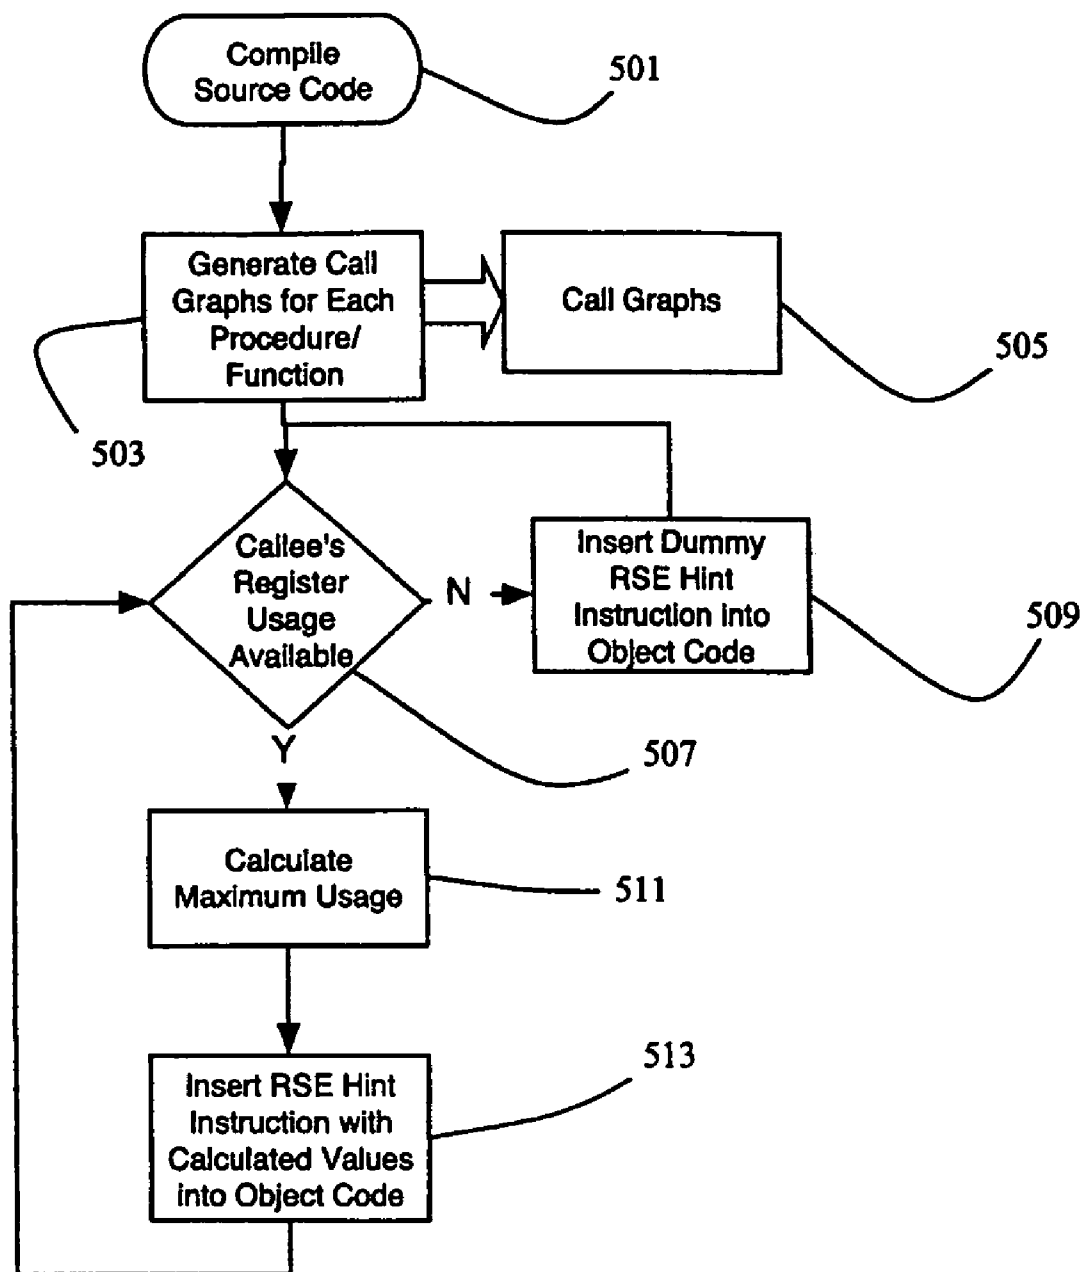 Compile
Source Code
501
Generate Call
Graphs for Each
Procedure/
Function
Call Graphs
505
503
Callee's
Register
Usage
Available
N
Insert Dummy
RSE Hint
Instruction into
Object Code
509
Y
507
Calculate
Maximum Usage
511
513
Insert RSE Hint
Instruction with
Calculated Values
into Object Code